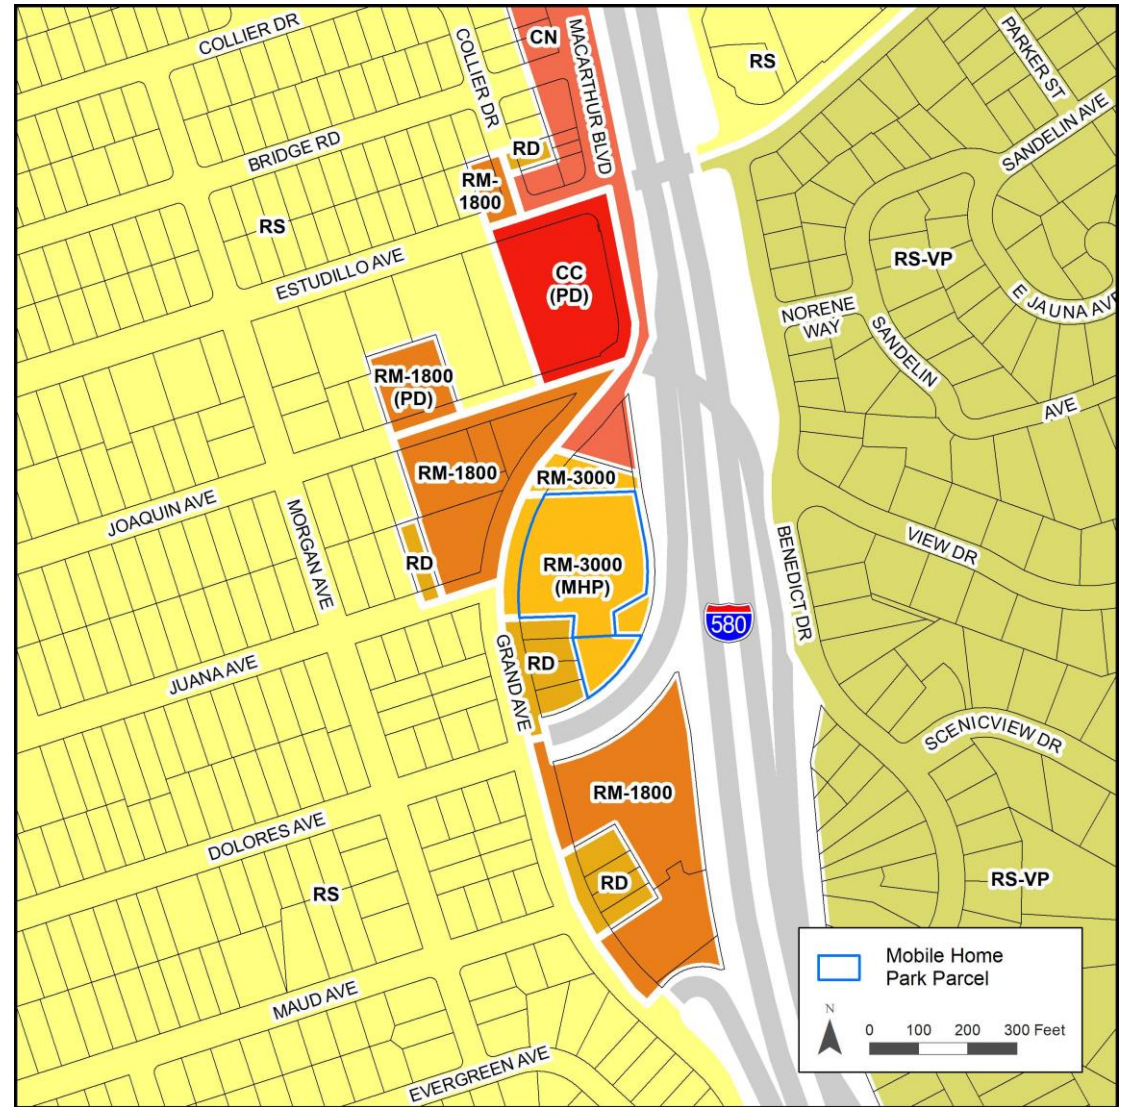 COLLIER DR
COLLIER DR
CN
MACARTHUR BLVD
RS
PARKER ST
SANDELIN AVE
BRIDGE RD
RD
RM-
1800
RS
ESTUDILLO AVE
CC
(PD)
RS-VP
E JAUNA AVE
NORENE
WAY
SANDELIN
AVE
RM-1800
(PD)
RM-1800
RM-3000
JOAQUIN AVE
MORGAN AVE
RD
RM-3000
(MHP)
BENEDICT DR
VIEW DR
580
JUANA AVE
GRAND AVE
RD
SCENICVIEW DR
RM-1800
DOLORES AVE
RS
RD
RS-VP
MAUD AVE
EVERGREEN AVE
Mobile Home
Park Parcel
N
0 100 200 300 Feet